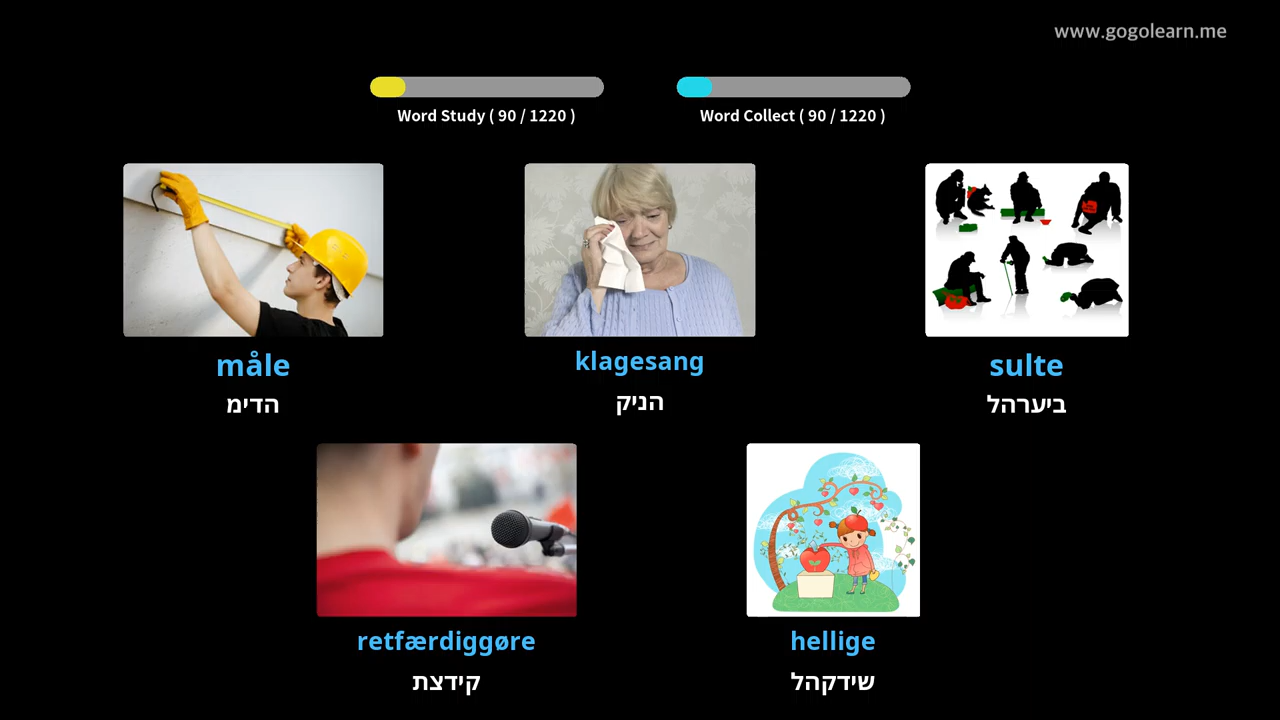 www.gogolearn.me
Word Study ( 90 / 1220 )
Word Collect ( 90 / 1220 )
måle
הדימ
klagesang
הניק
sulte
ביערהל
retfærdiggøre
קידצת
hellige
שידקהל